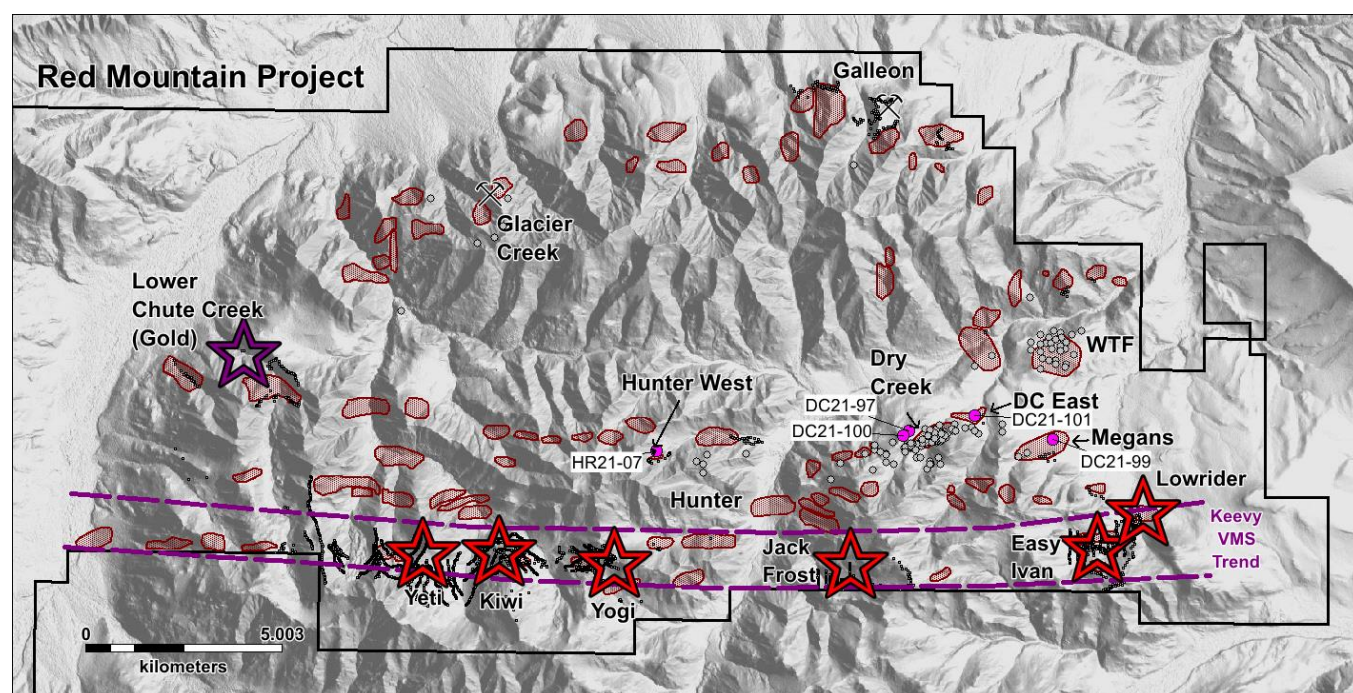 Red Mountain Project
Galleon
Glacier
Creek
Lower
Chute Creek
(Gold)
WTF
Dry
Creek
Hunter West
DC21-97
DC East
DC21-101
DC21-100
Megans
HR21-07
DC21-99
Lowrider
Hunter
Keevy
VMS
Trend
Jack
Frost
Easy
Ivan
Yeti
Kiwi
Yogi
0
5.003
kilometers